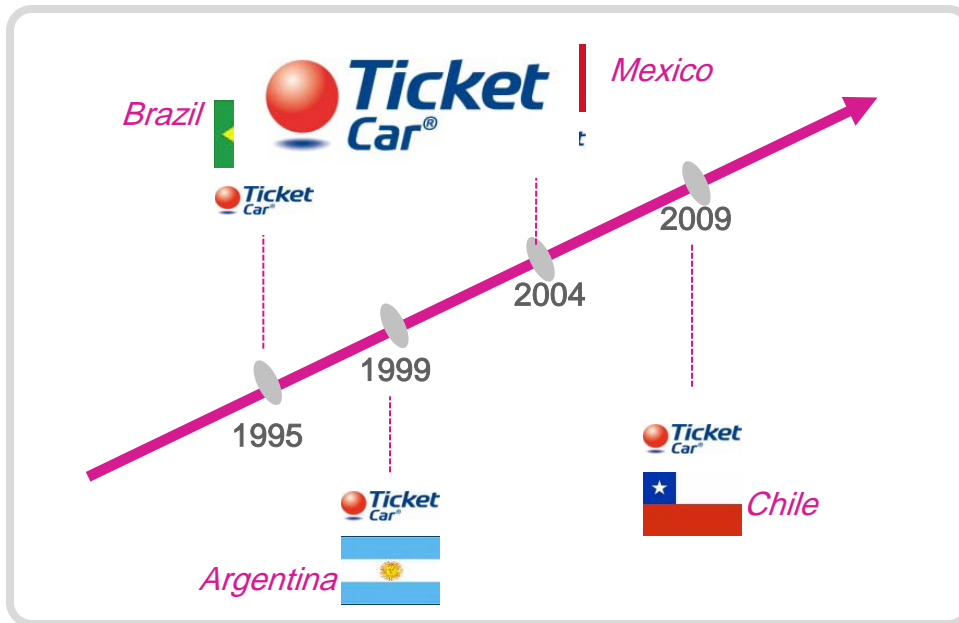 Brazil
Ticket
Car®
Mexico
t
Ticket
Car®
2009
2004
1999
1995
Ticket
Car®
Chile
Ticket
Car®
Argentina